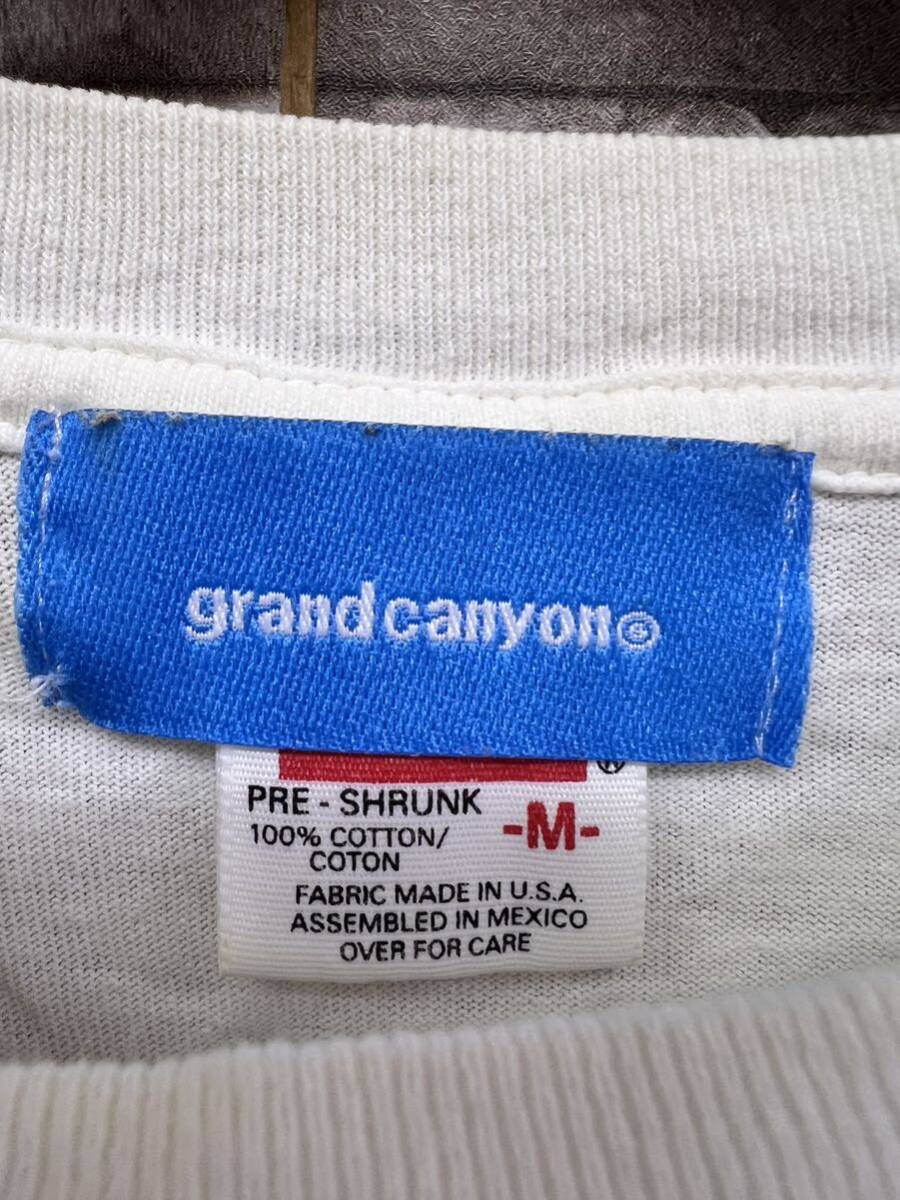 grandcanyon©
®
PRE - SHRUNK
-M-
100% COTTON/
COTON
FABRIC MADE IN U.S.A.
ASSEMBLED IN MEXICO
OVER FOR CARE